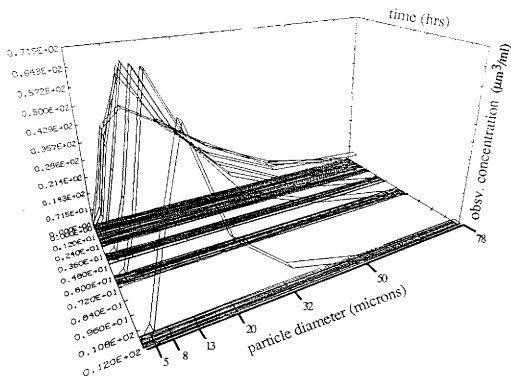 time (hrs)
0.715E+02
0.643E+02
0.572E+02
0.500E+02
0.429E+02
0.357E+02
0.286E+02
0.214E+02
0.143E+02
0.715E+01
0.000E+00
0.120E+01
0.240E+01
0.360E+01
0.480E+01
0.600E+01
0.720E+01
0.840E+01
0.960E+01
0.108E+02
0.120E+02
5
8
13
20
32
50
78
particle diameter (microns)
obsv. concentration (μm³/ml)